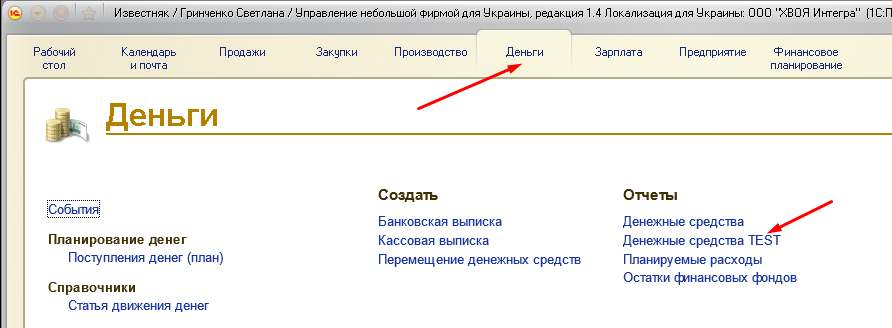 Известняк / Гринченко Светлана / Управление небольшой фирмой для Украины, редакция 1.4 Локализация для Украины: ООО "ХВОЯ Интегра" (1С:П
Рабочий
стол
Календарь
и почта
Продажи
Закупки
Производство
Деньги
Зарплата
Предприятие
Финансовое
планирование
Деньги
События
Планирование денег
Поступления денег (план)
Справочники
Статья движения денег
Создать
Банковская выписка
Кассовая выписка
Перемещение денежных средств
Отчеты
Денежные средства
Денежные средства TEST
Планируемые расходы
Остатки финансовых фондов